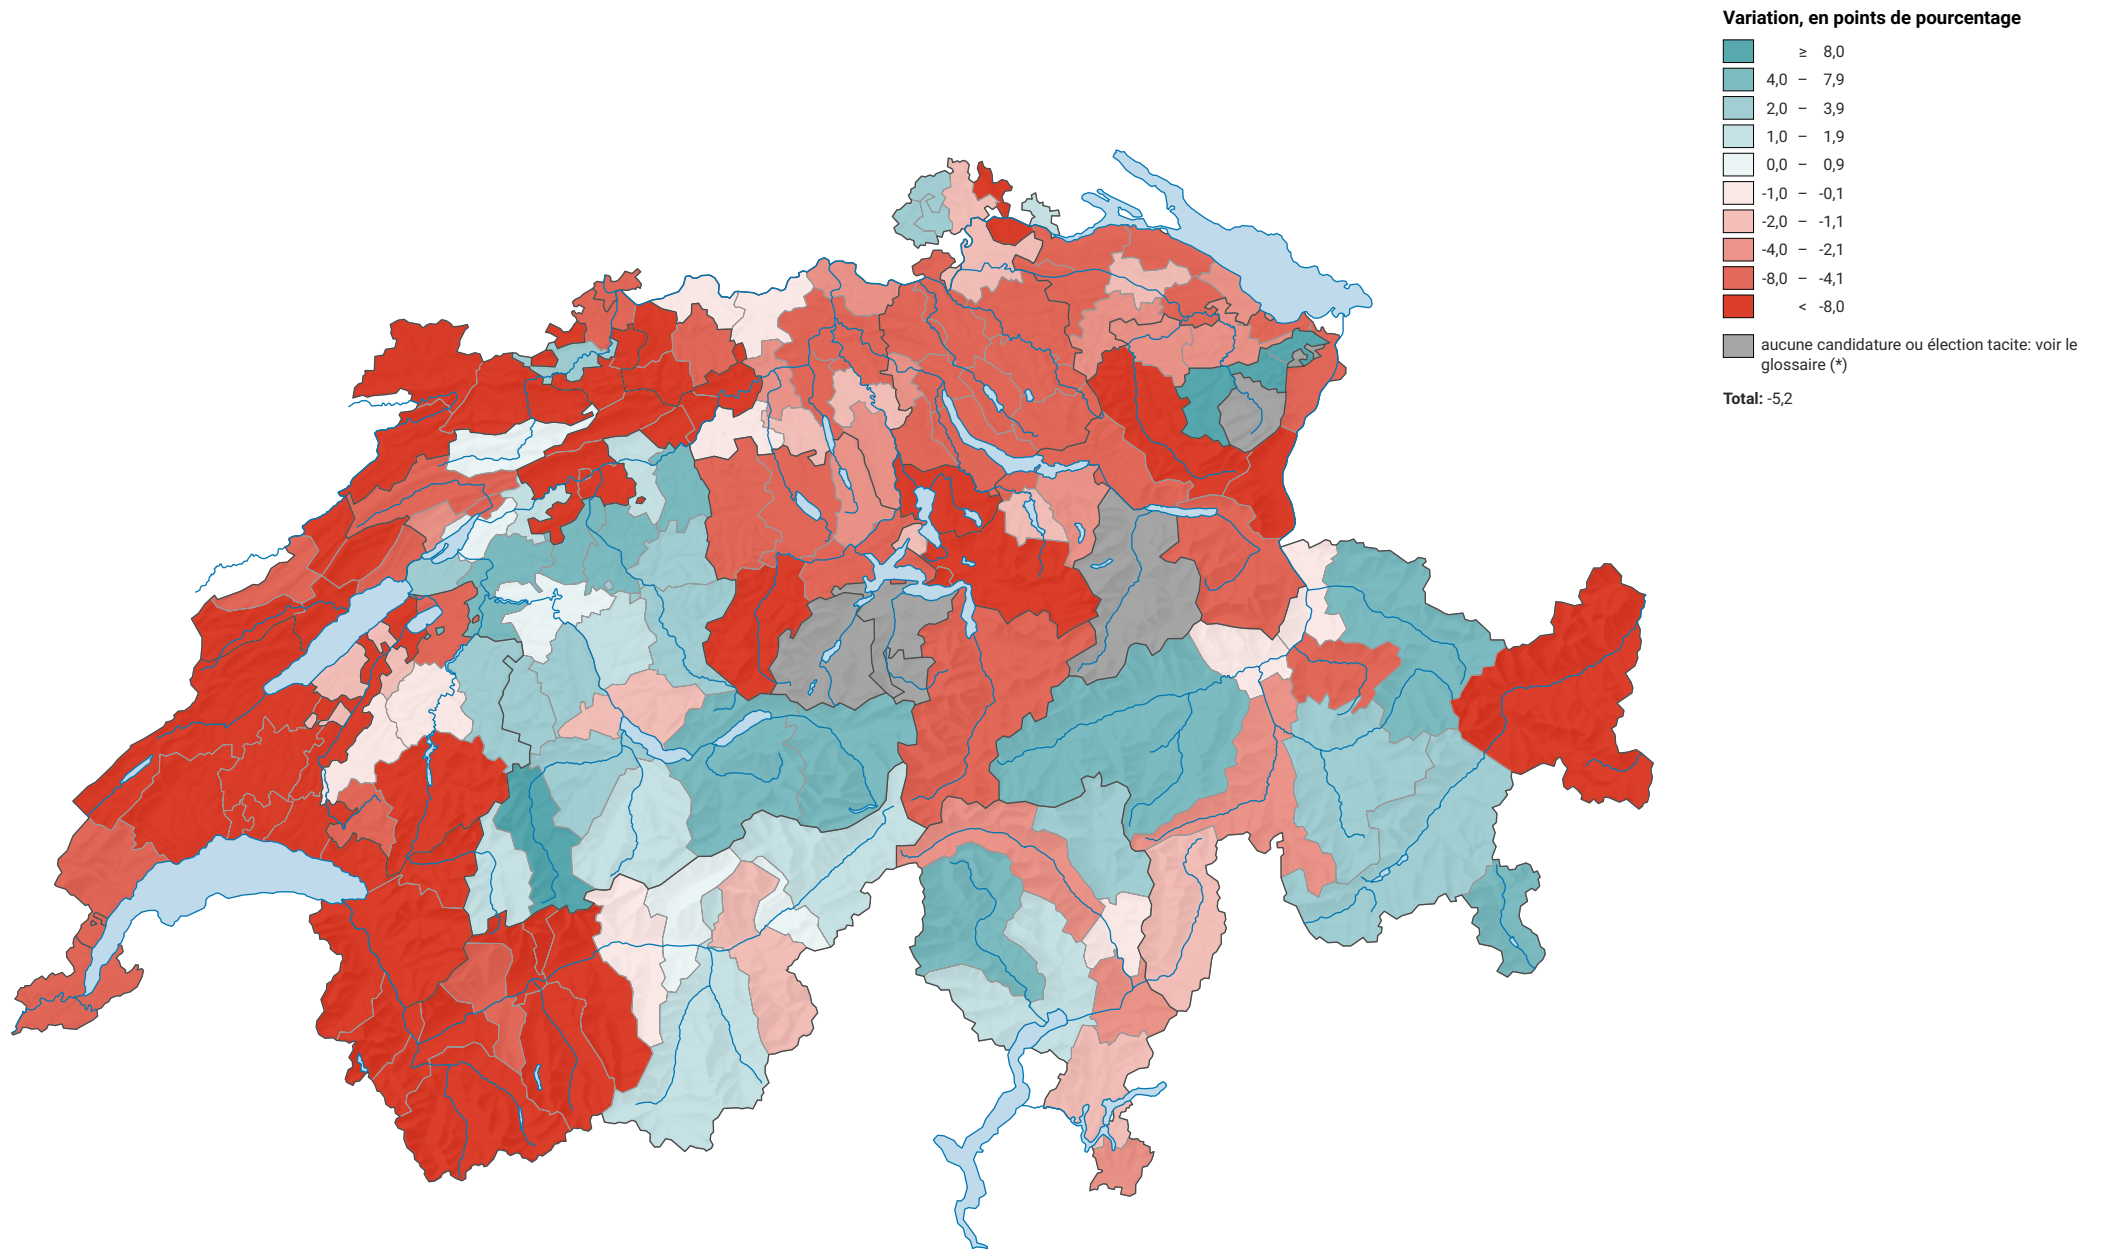 Variation, en points de pourcentage
≥ 8,0
4,0 – 7,9
2,0 – 3,9
1,0 – 1,9
0,0 – 0,9
-1,0 – -0,1
-2,0 – -1,1
-4,0 – -2,1
-8,0 – -4,1
< -8,0
aucune candidature ou élection tacite: voir le
glossaire (*)
Total: -5,2